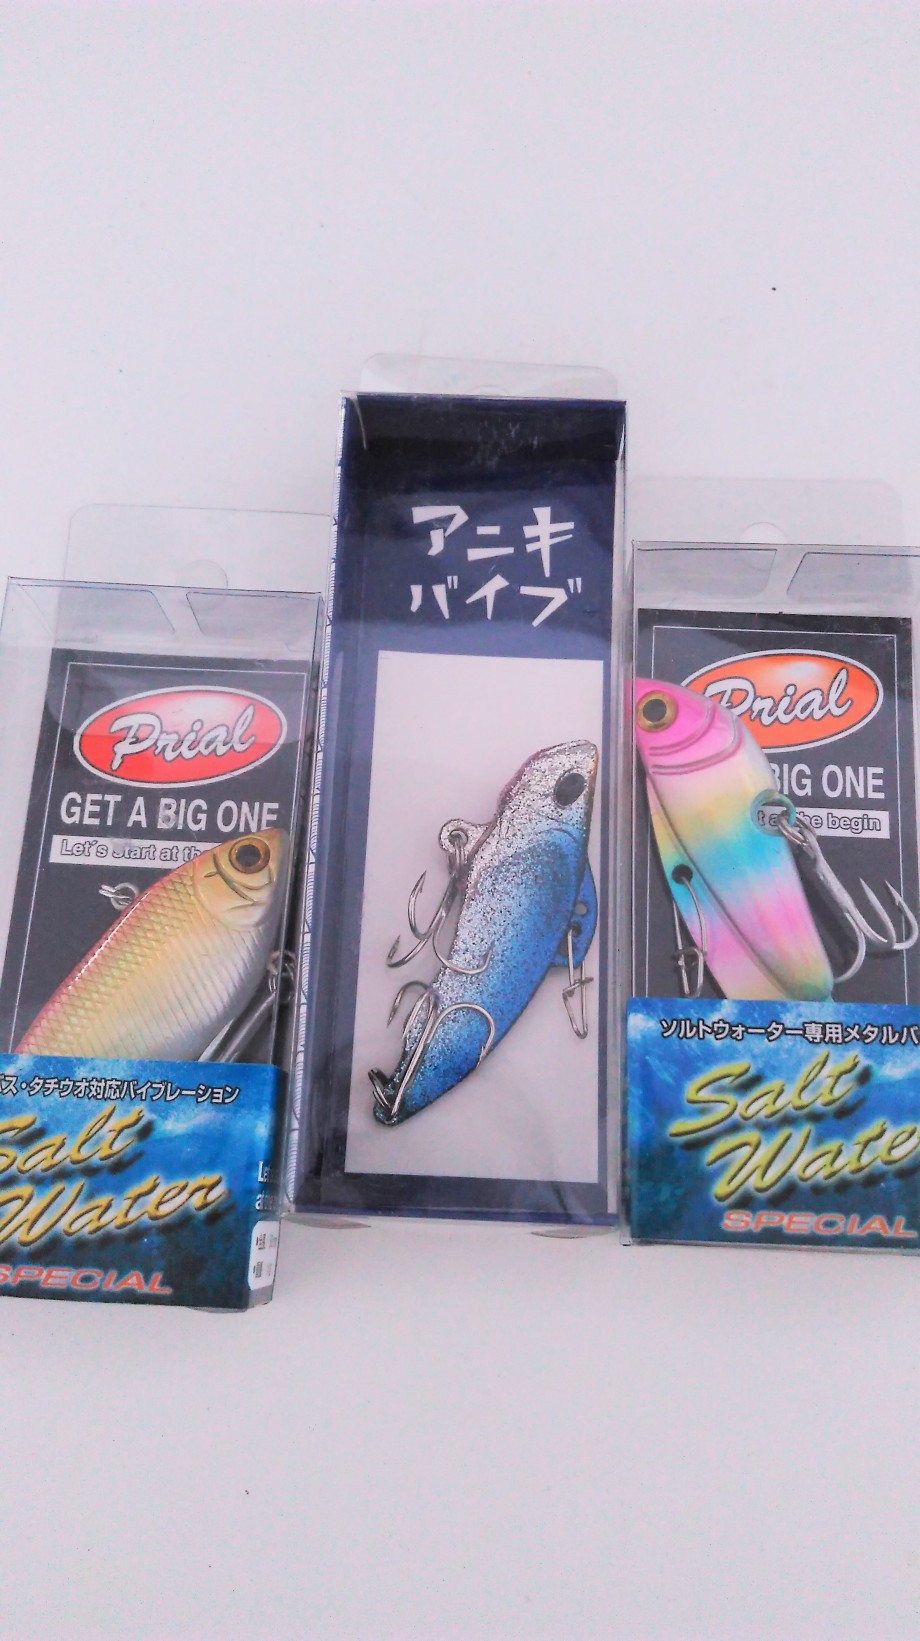 Prial
GET A BIG ONE
Let's Start at th
バス・タチウオ対応バイブレーション
Salt
Water
SPECIAL
アニキ
バイブ
Prial
BIG ONE
t at the begin
ソルトウォーター専用メタルバ
Salt
Wate
SPECIAL